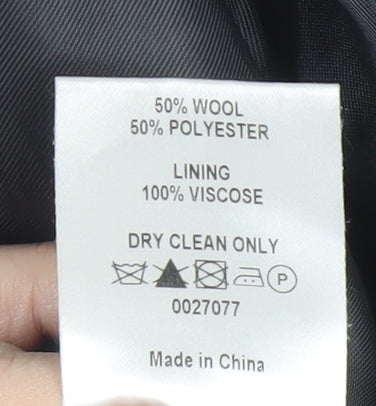 50% WOOL
50% POLYESTER
LINING
100% VISCOSE
DRY CLEAN ONLY
P
0027077
Made in China